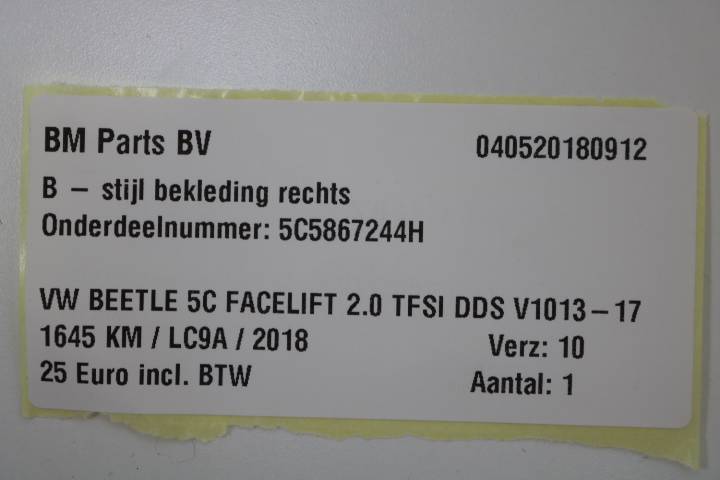 BM Parts BV 040520180912
B – stijl bekleding rechts
Onderdeelnummer: 5C5867244H
VW BEETLE 5C FACELIFT 2.0 TFSI DDS V1013–17
1645 KM / LC9A / 2018 Verz: 10
25 Euro incl. BTW Aantal: 1